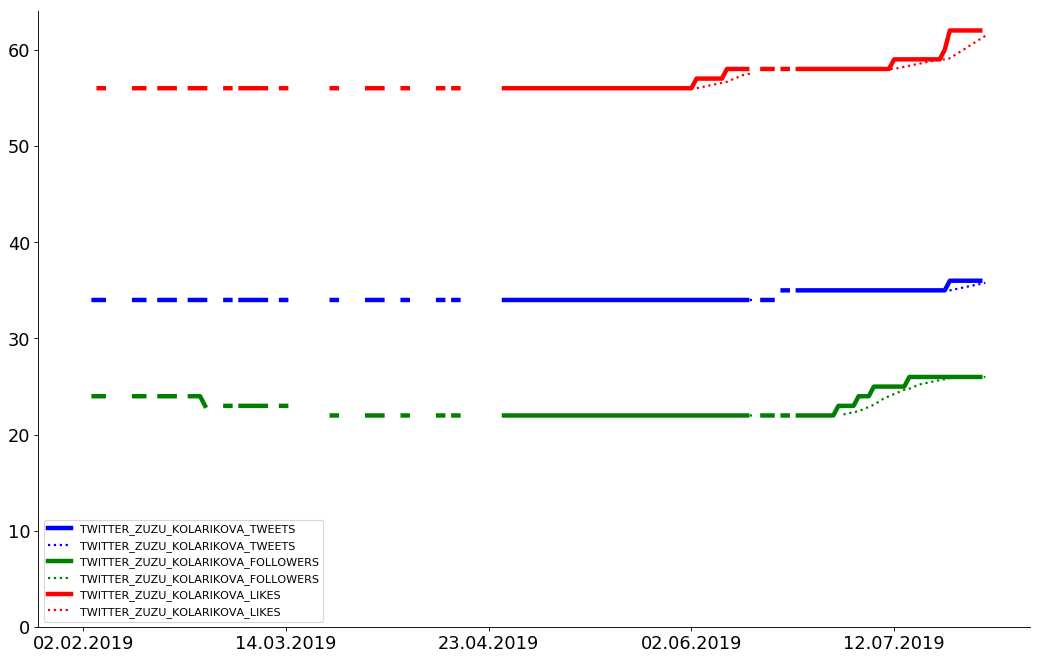 60
50
40
30
20
10
0
TWITTER_ZUZU_KOLARIKOVA_TWEETS
TWITTER_ZUZU_KOLARIKOVA_TWEETS
TWITTER_ZUZU_KOLARIKOVA_FOLLOWERS
TWITTER_ZUZU_KOLARIKOVA_FOLLOWERS
TWITTER_ZUZU_KOLARIKOVA_LIKES
TWITTER_ZUZU_KOLARIKOVA_LIKES
02.02.2019 14.03.2019 23.04.2019 02.06.2019 12.07.2019